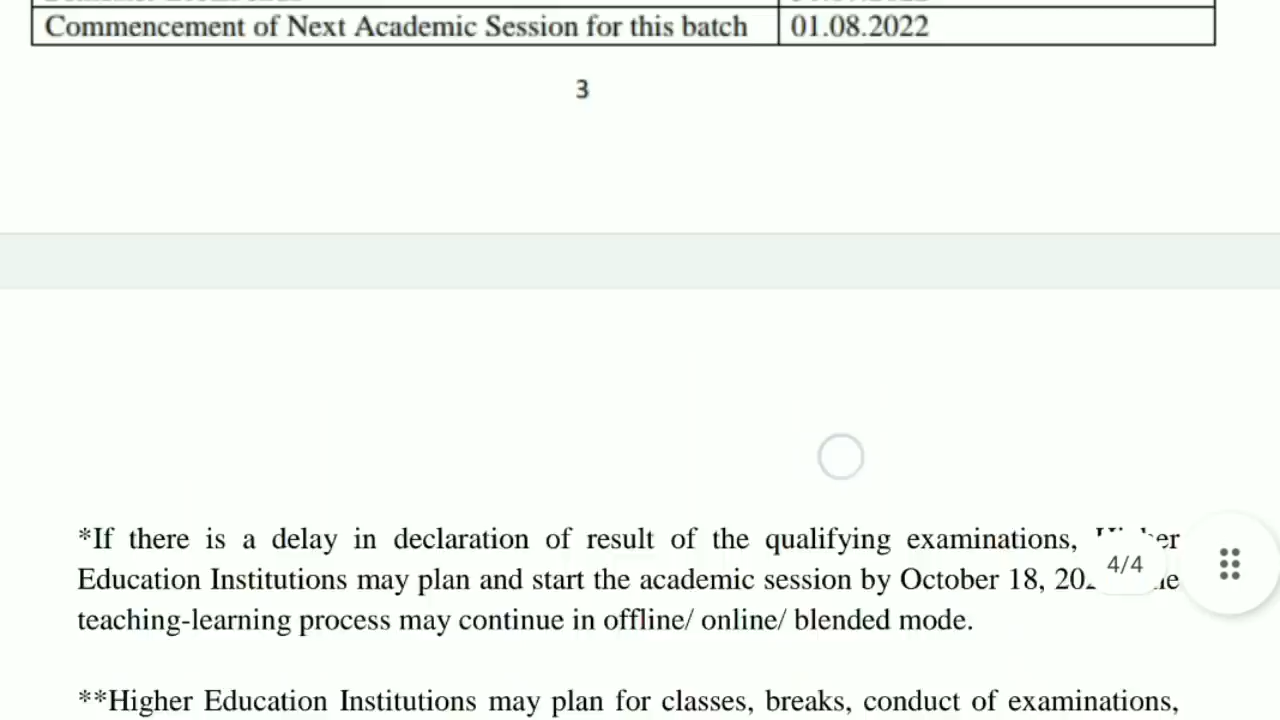 Commencement of Next Academic Session for this batch 01.08.2022
3
*If there is a delay in declaration of result of the qualifying examinations,
Education Institutions may plan and start the academic session by October 18,
4/4
teaching-learning process may continue in offline/ online/ blended mode.
**Higher Education Institutions may plan for classes, breaks, conduct of examinations,